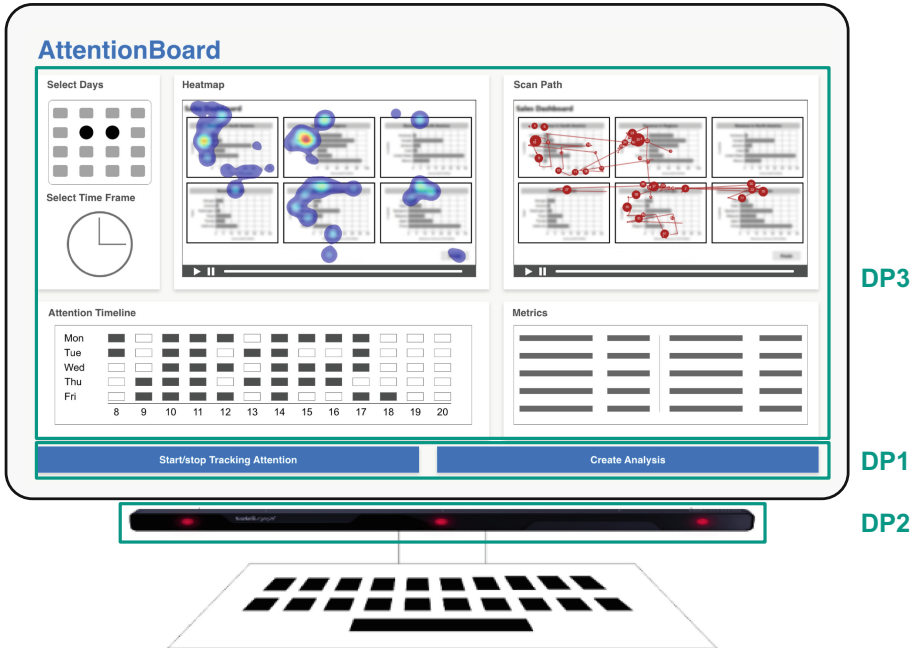 AttentionBoard
Select Days
Heatmap
Scan Path
Sales Dashboard
Sales Dashboard
Select Time Frame
DP3
Attention Timeline
Metrics
Mon
Tue
Wed
Thu
Fri
8 9 10 11 12 13 14 15 16 17 18 19 20
Start/stop Tracking Attention
Create Analysis
DP1
DP2